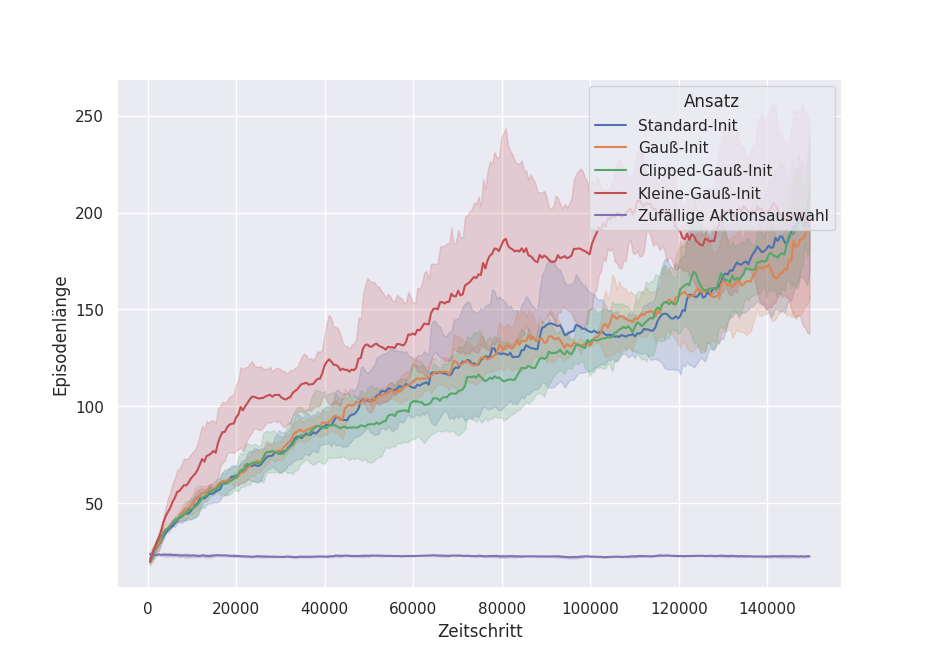 Ansatz
Standard-Init
Gauß-Init
Clipped-Gauß-Init
Kleine-Gauß-Init
Zufällige Aktionsauswahl
250
200
150
100
50
Episodenlänge
0 20000 40000 60000 80000 100000 120000 140000
Zeitschritt